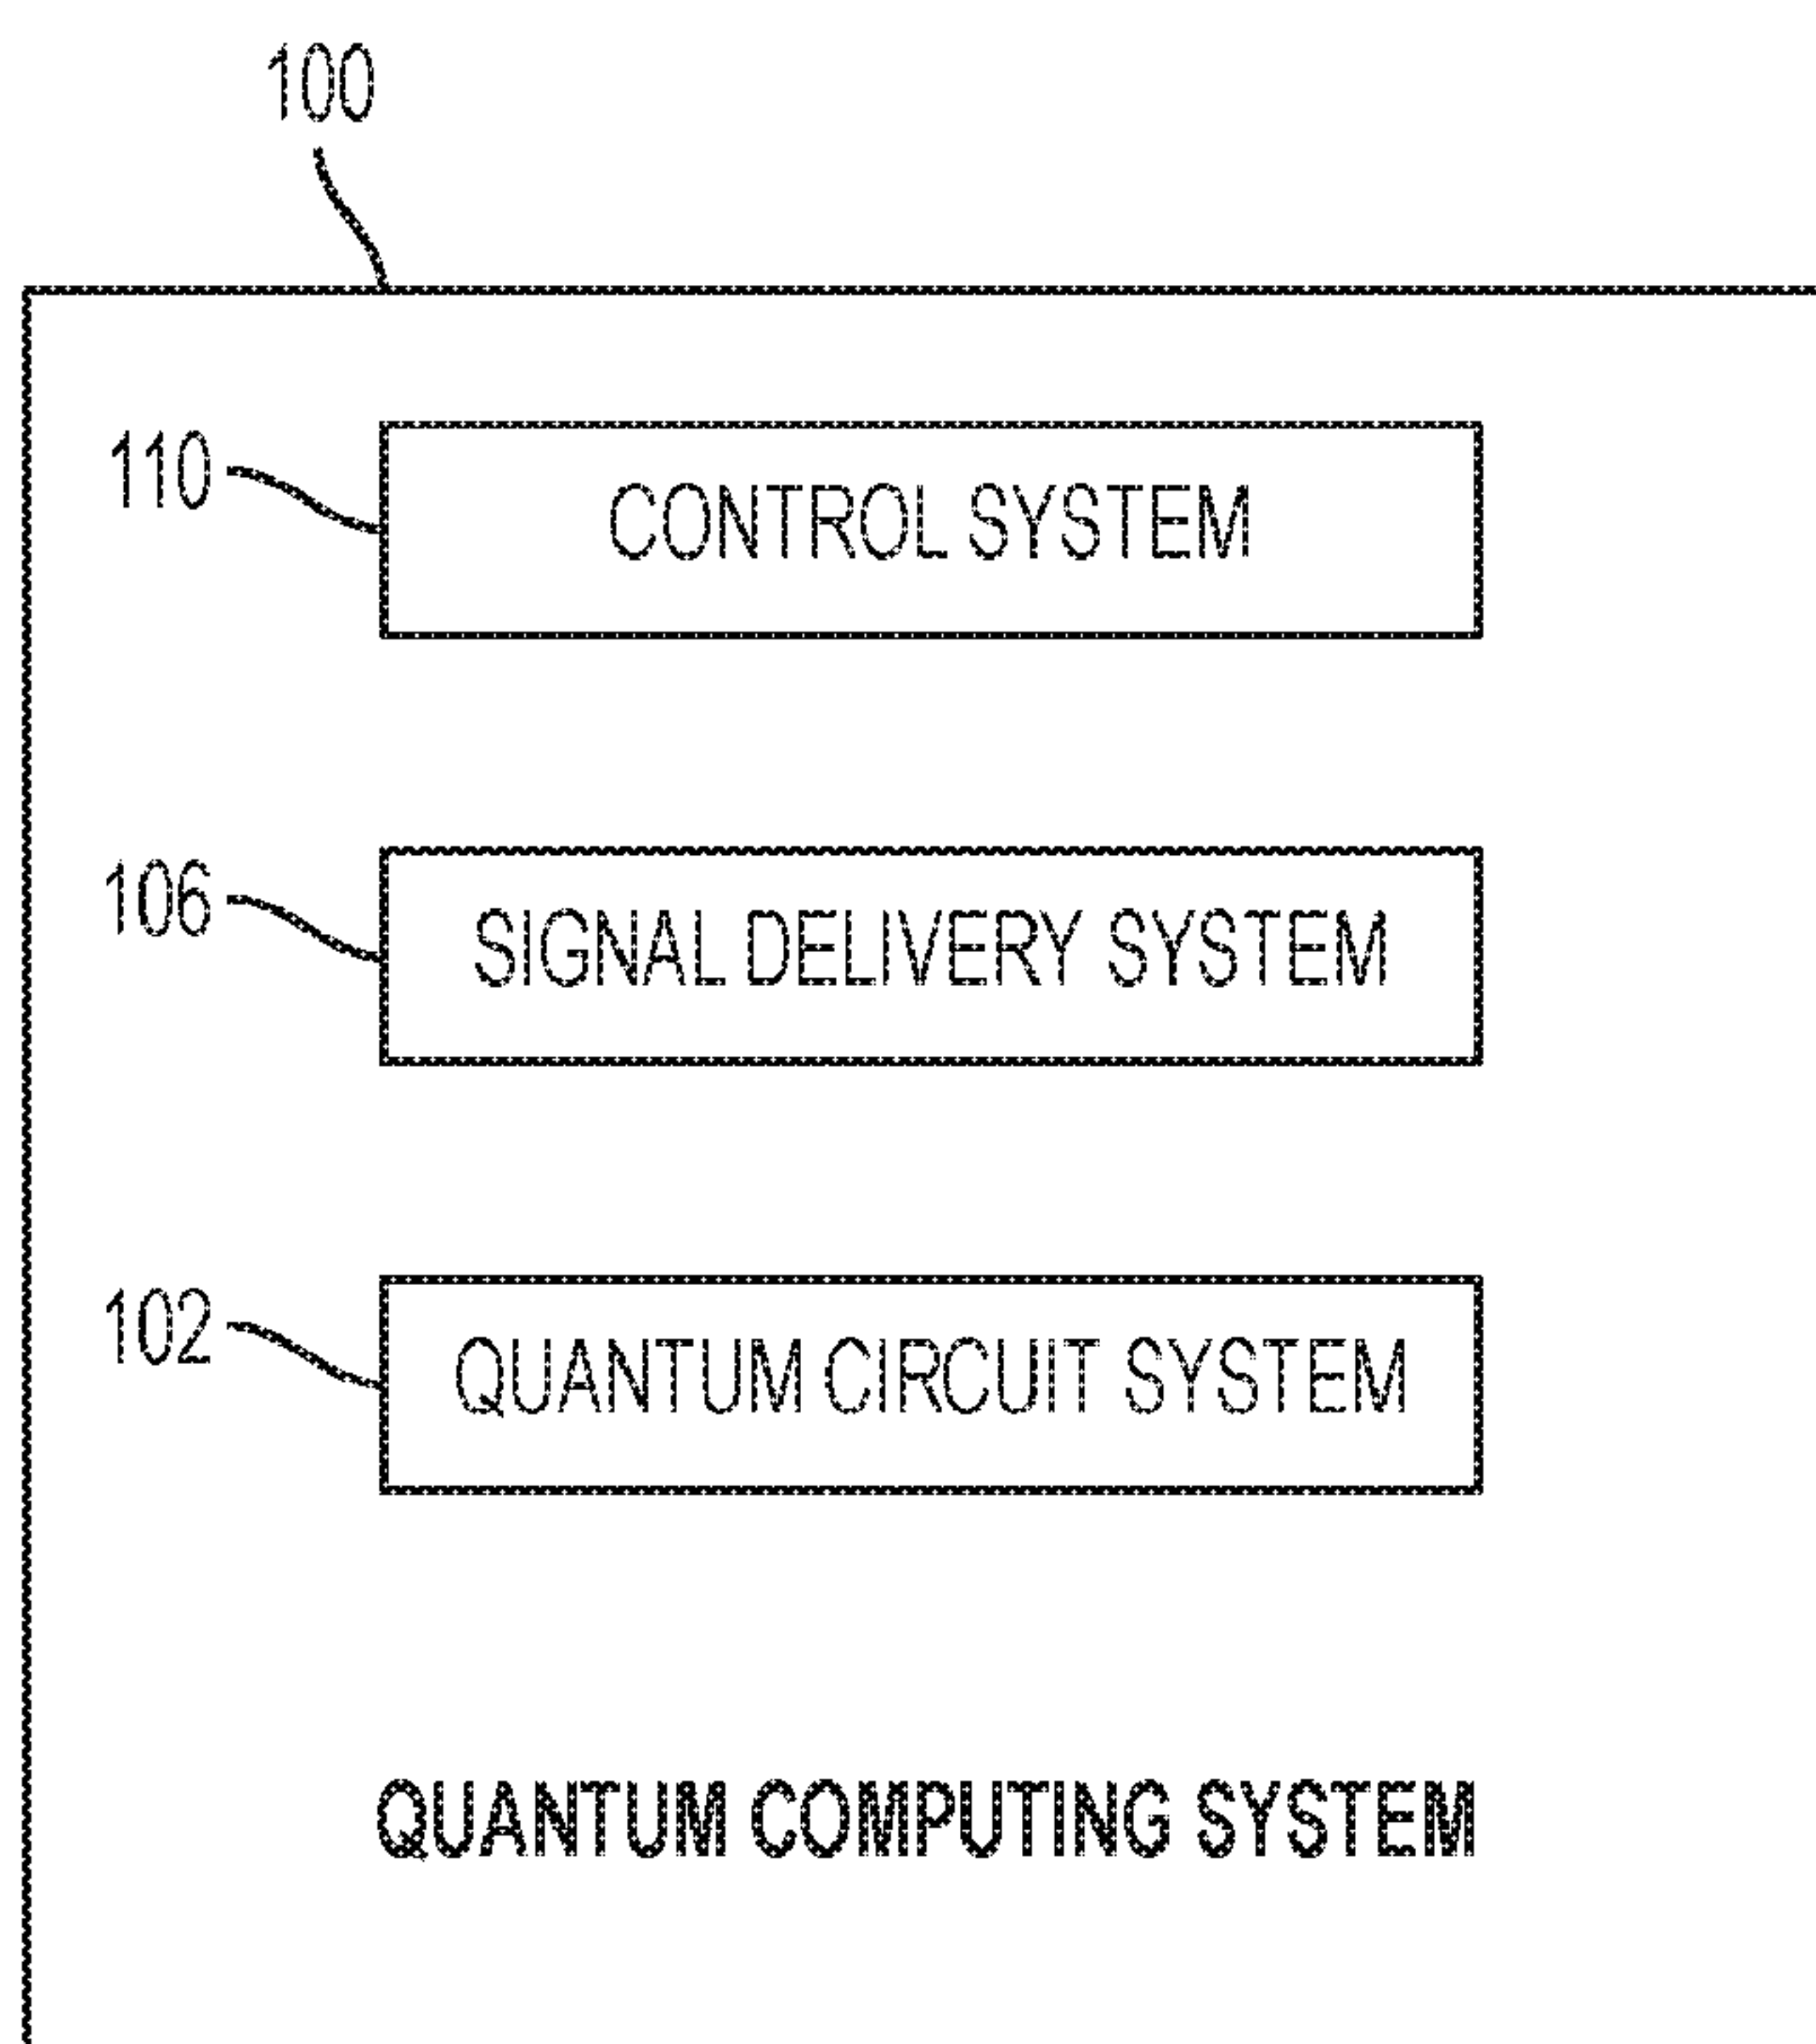 100
110
CONTROL SYSTEM
106
SIGNAL DELIVERY SYSTEM
102
QUANTUM CIRCUIT SYSTEM
QUANTUM COMPUTING SYSTEM